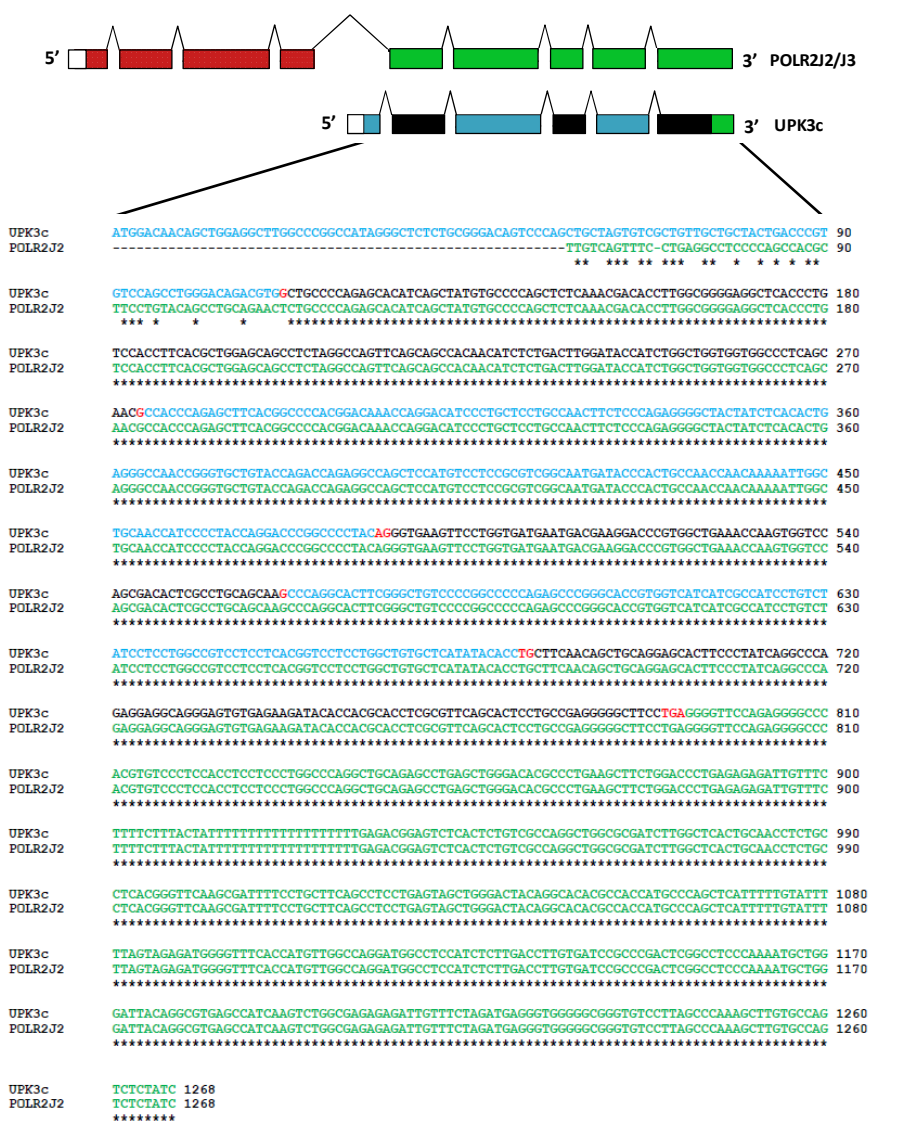 5’ 3’ POLR2J2/J3
5’ 3’ UPK3c
UPK3c ATGGACAACAGCTGGAGGCTTGGCCCGGCCATAGGGCTCTCTGCGGGACAGTCCCAGCTGCTAGTGTCGCTGTTGCTGCTACTGACCCGT 90
POLR2J2 ---------------------------------------------------------TTGTCAGTTTC-CTGAGGCCTCCCCAGCCACGC 90
** *** ** *** ** * * * ** **
UPK3c GTCCAGCCTGGGACAGACGTGGCTGCCCCAGAGCACATCAGCTATGTGCCCCAGCTCTCAAACGACACCTTGGCGGGGAGGCTCACCCTG 180
POLR2J2 TTCCTGTACAGCCTGCAGAACTCTGCCCCAGAGCACATCAGCTATGTGCCCCAGCTCTCAAACGACACCTTGGCGGGGAGGCTCACCCTG 180
*** * * * ********************************************************************
UPK3c TCCACCTTCACGCTGGAGCAGCCTCTAGGCCAGTTCAGCAGCCACAACATCTCTGACTTGGATACCATCTGGCTGGTGGTGGCCCTCAGC 270
POLR2J2 TCCACCTTCACGCTGGAGCAGCCTCTAGGCCAGTTCAGCAGCCACAACATCTCTGACTTGGATACCATCTGGCTGGTGGTGGCCCTCAGC 270
******************************************************************************************
UPK3c AACGCCACCCAGAGCTTCACGGCCCCACGGACAAACCAGGACATCCCTGCTCCTGCCAACTTCTCCCAGAGGGGCTACTATCTCACACTG 360
POLR2J2 AACGCCACCCAGAGCTTCACGGCCCCACGGACAAACCAGGACATCCCTGCTCCTGCCAACTTCTCCCAGAGGGGCTACTATCTCACACTG 360
******************************************************************************************
UPK3c AGGGCCAACCGGGTGCTGTACCAGACCAGAGGCCAGCTCCATGTCCTCCGCGTCGGCAATGATACCCACTGCCAACCAACAAAAATTGGC 450
POLR2J2 AGGGCCAACCGGGTGCTGTACCAGACCAGAGGCCAGCTCCATGTCCTCCGCGTCGGCAATGATACCCACTGCCAACCAACAAAAATTGGC 450
******************************************************************************************
UPK3c TGCAACCATCCCCTACCAGGACCCGGCCCCTACAGGGTGAAGTTCCTGGTGATGAATGACGAAGGACCCGTGGCTGAAACCAAGTGGTCC 540
POLR2J2 TGCAACCATCCCCTACCAGGACCCGGCCCCTACAGGGTGAAGTTCCTGGTGATGAATGACGAAGGACCCGTGGCTGAAACCAAGTGGTCC 540
******************************************************************************************
UPK3c AGCGACACTCGCCTGCAGCAAGCCCAGGCACTTCGGGCTGTCCCCGGCCCCCAGAGCCCGGGCACCGTGGTCATCATCGCCATCCTGTCT 630
POLR2J2 AGCGACACTCGCCTGCAGCAAGCCCAGGCACTTCGGGCTGTCCCCGGCCCCCAGAGCCCGGGCACCGTGGTCATCATCGCCATCCTGTCT 630
******************************************************************************************
UPK3c ATCCTCCTGGCCGTCCTCCTCACGGTCCTCCTGGCTGTGCTCATATACACCTGCTTCAACAGCTGCAGGAGCACTTCCCTATCAGGCCCA 720
POLR2J2 ATCCTCCTGGCCGTCCTCCTCACGGTCCTCCTGGCTGTGCTCATATACACCTGCTTCAACAGCTGCAGGAGCACTTCCCTATCAGGCCCA 720
******************************************************************************************
UPK3c GAGGAGGCAGGGAGTGTGAGAAGATACACCACGCACCTCGCGTTCAGCACTCCTGCCGAGGGGGCTTCCTGAGGGGTTCCAGAGGGGCCC 810
POLR2J2 GAGGAGGCAGGGAGTGTGAGAAGATACACCACGCACCTCGCGTTCAGCACTCCTGCCGAGGGGGCTTCCTGAGGGGTTCCAGAGGGGCCC 810
******************************************************************************************
UPK3c ACGTGTCCCTCCACCTCCTCCCTGGCCCAGGCTGCAGAGCCTGAGCTGGGACACGCCCTGAAGCTTCTGGACCCTGAGAGAGATTGTTTC 900
POLR2J2 ACGTGTCCCTCCACCTCCTCCCTGGCCCAGGCTGCAGAGCCTGAGCTGGGACACGCCCTGAAGCTTCTGGACCCTGAGAGAGATTGTTTC 900
******************************************************************************************
UPK3c TTTTCTTTACTATTTTTTTTTTTTTTTTTTTGAGACGGAGTCTCACTCTGTCGCCAGGCTGGCGCGATCTTGGCTCACTGCAACCTCTGC 990
POLR2J2 TTTTCTTTACTATTTTTTTTTTTTTTTTTTTGAGACGGAGTCTCACTCTGTCGCCAGGCTGGCGCGATCTTGGCTCACTGCAACCTCTGC 990
******************************************************************************************
UPK3c CTCACGGGTTCAAGCGATTTTCCTGCTTCAGCCTCCTGAGTAGCTGGGACTACAGGCACACGCCACCATGCCCAGCTCATTTTTGTATTT 1080
POLR2J2 CTCACGGGTTCAAGCGATTTTCCTGCTTCAGCCTCCTGAGTAGCTGGGACTACAGGCACACGCCACCATGCCCAGCTCATTTTTGTATTT 1080
******************************************************************************************
UPK3c TTAGTAGAGATGGGGTTTCACCATGTTGGCCAGGATGGCCTCCATCTCTTGACCTTGTGATCCGCCCGACTCGGCCTCCCAAAATGCTGG 1170
POLR2J2 TTAGTAGAGATGGGGTTTCACCATGTTGGCCAGGATGGCCTCCATCTCTTGACCTTGTGATCCGCCCGACTCGGCCTCCCAAAATGCTGG 1170
******************************************************************************************
UPK3c GATTACAGGCGTGAGCCATCAAGTCTGGCGAGAGAGATTGTTTCTAGATGAGGGTGGGGGCGGGTGTCCTTAGCCCAAAGCTTGTGCCAG 1260
POLR2J2 GATTACAGGCGTGAGCCATCAAGTCTGGCGAGAGAGATTGTTTCTAGATGAGGGTGGGGGCGGGTGTCCTTAGCCCAAAGCTTGTGCCAG 1260
******************************************************************************************
UPK3c TCTCTATC 1268
POLR2J2 TCTCTATC 1268
********